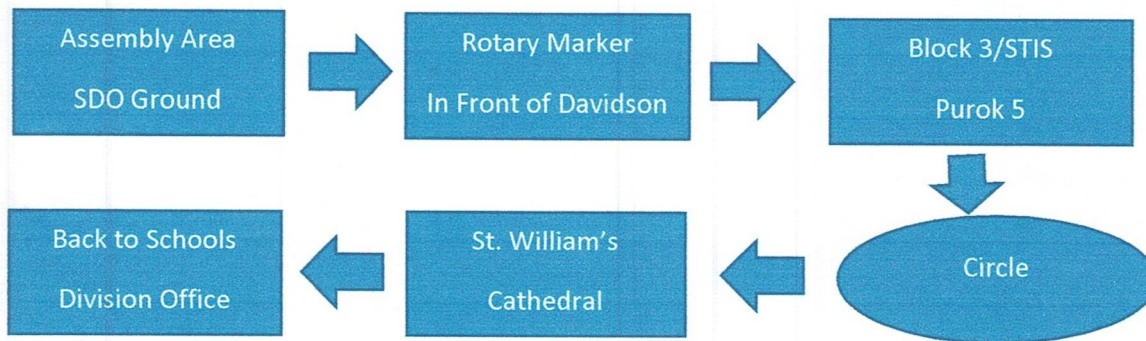 Assembly Area
SDO Ground
Rotary Marker
In Front of Davidson
Block 3/STIS
Purok 5
Circle
St. William's
Cathedral
Back to Schools
Division Office